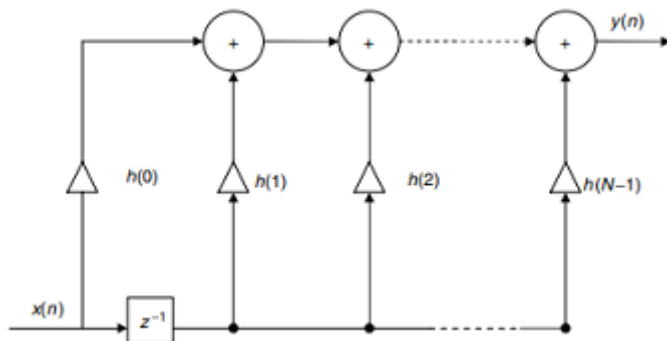 + + + y(n)
h(0) h(1) h(2) h(N−1)
x(n) z⁻¹